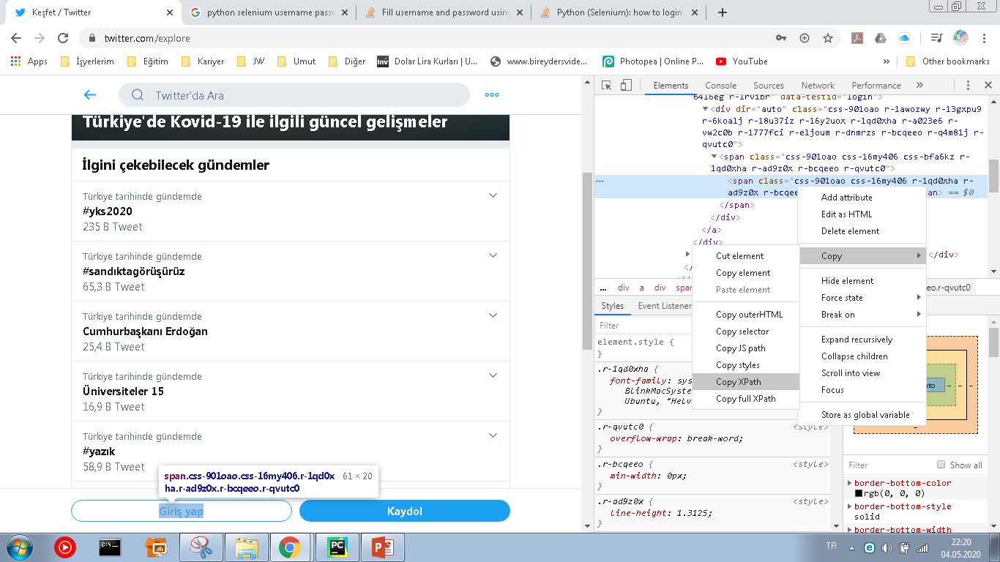 Keşfet / Twitter
python selenium username passw
Fill username and password using
Python (Selenium): how to login
twitter.com/explore
Apps
İşyerlerim
Eğitim
Kariyer
JW
Umut
Diğer
Dolar Lira Kurları | U...
www.bireydersvide...
Photopea | Online P...
YouTube
»
Other bookmarks
Twitter'da Ara
Türkiye'de Kovid-19 ile ilgili güncel gelişmeler
İlgini çekebilecek gündemler
Türkiye tarihinde gündemde
#yks2020
235 B Tweet
Türkiye tarihinde gündemde
#sandıktagörüşürüz
65,3 B Tweet
Türkiye tarihinde gündemde
Cumhurbaşkanı Erdoğan
25,4 B Tweet
Türkiye tarihinde gündemde
Üniversiteler 15
16,9 B Tweet
Türkiye tarihinde gündemde
#yazık
58,9 B Tweet
span.css-901oao.css-16my406.r-1qd0x 61 × 20
ha.r-ad9z0x.r-bcqeeo.r-qvutc0
Giriş yap
Kaydol
Elements
Console
Sources
Network
Performance
»
6416eg r-lrvibr" data-testid="login">
<div dir="auto" class="css-901oao r-1awozwy r-13gxpu9
r-6koalj r-18u37iz r-16y2uox r-1qd0xha r-a023e6 r-
vw2c0b r-1777fci r-eljoum r-dnmrzs r-bcqeeo r-q4m81j r-
qvutc0">
<span class="css-901oao css-16my406 css-bfa6kz r-
1qd0xha r-ad9z0x r-bcqeeo r-qvutc0">
<span class="css-901oao css-16my406 r-1qd0xha r-
ad9z0x r-bcqee
an> == $0
</span>
</div>
</a>
</div>
</div>
Add attribute
Edit as HTML
Delete element
Copy
Hide element
Force state
Break on
Expand recursively
Collapse children
Scroll into view
Focus
Store as global variable
Cut element
Copy element
Paste element
Copy outerHTML
Copy selector
Copy JS path
Copy styles
Copy XPath
Copy full XPath
... div a div span
eo.r-qvutc0
Styles
Event Listener
Filter
element.style {
}
.r-1qd0xha {
font-family: sys
BlinkMacSyste
Ubuntu, "Helv
}
.r-qvutc0 { <style>
overflow-wrap: break-word;
}
.r-bcqeeo { <style>
min-width: 0px;
}
.r-ad9z0x { <style>
line-height: 1.3125;
}
Filter
Show all
border-bottom-color
rgb(0, 0, 0)
border-bottom-style
solid
border-bottom-width
TR
22:20
04.05.2020